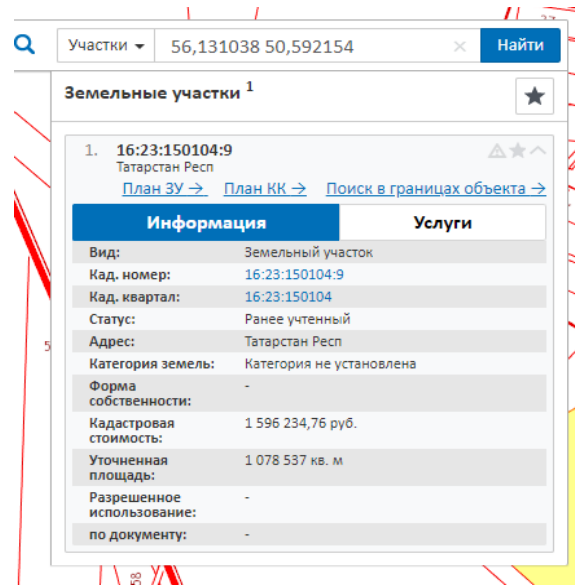 27
Участки 56,131038 50,592154 × Найти
Земельные участки 1
1. 16:23:150104:9
Татарстан Респ
План ЗУ → План КК → Поиск в границах объекта →
Информация Услуги
Вид: Земельный участок
Кад. номер: 16:23:150104:9
Кад. квартал: 16:23:150104
Статус: Ранее учтенный
Адрес: Татарстан Респ
Категория земель: Категория не установлена
Форма
собственности: -
Кадастровая 1 596 234,76 руб.
стоимость:
Уточненная 1 078 537 кв. м
площадь:
Разрешенное -
использование:
по документу: -
5
58